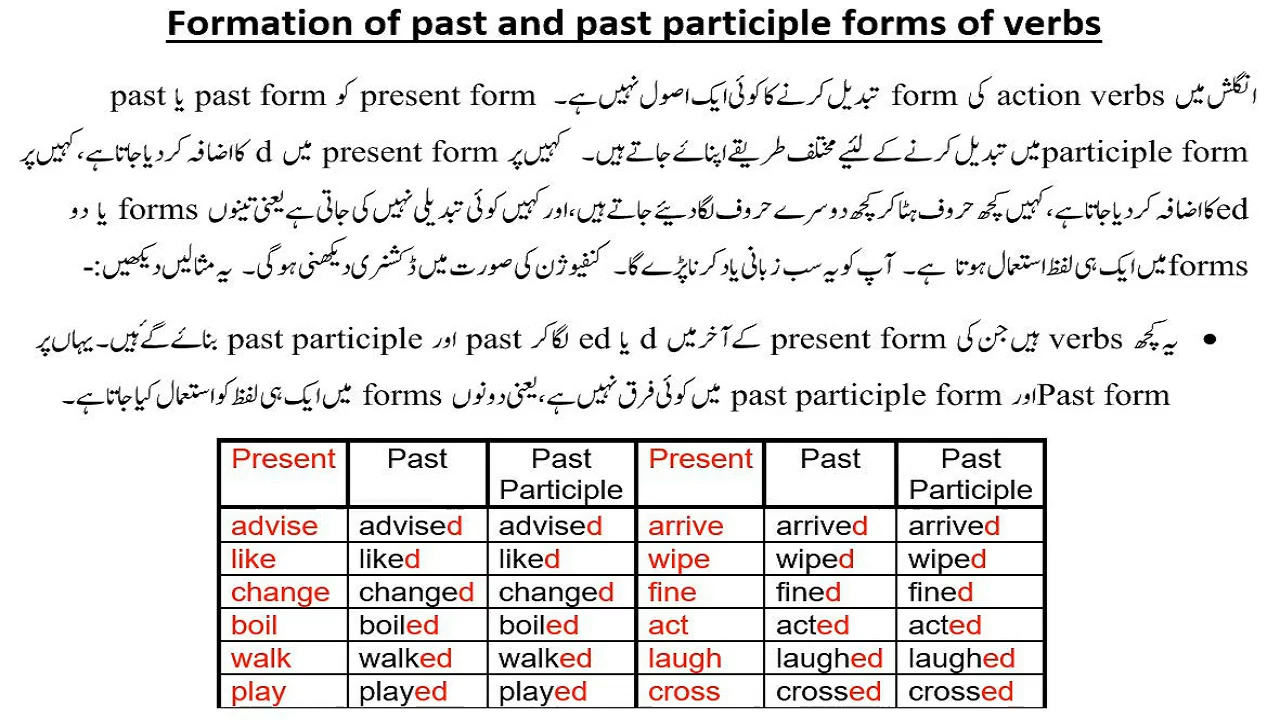 Formation of past and past participle forms of verbs
انگلش میں action verbs کی form تبدیل کرنے کا کوئی ایک اصول نہیں ہے۔ present form کو past form یا past
participle form میں تبدیل کرنے کے لئیے مختلف طریقے اپنائے جاتے ہیں۔ کہیں پر present form میں d کا اضافہ کر دیا جاتا ہے، کہیں پر
ed کا اضافہ کر دیا جاتا ہے، کہیں کچھ حروف ہٹا کر کچھ دوسرے حروف لگا دیئے جاتے ہیں، اور کہیں کوئی تبدیلی نہیں کی جاتی ہے یعنی تینوں forms یا دو
forms میں ایک ہی لفظ استعمال ہوتا ہے۔ آپ کو یہ سب زبانی یاد کرنا پڑے گا۔ کنفیوژن کی صورت میں ڈکشنری دیکھنی ہو گی۔ یہ مثالیں دیکھیں:-
• یہ کچھ verbs ہیں جن کی present form کے آخر میں d یا ed لگا کر past اور past participle بنائے گئے ہیں۔ یہاں پر
Past form اور past participle form میں کوئی فرق نہیں ہے، یعنی دونوں forms میں ایک ہی لفظ کو استعمال کیا جاتا ہے۔
Present Past Past Participle Present Past Past Participle
advise advised advised arrive arrived arrived
like liked liked wipe wiped wiped
change changed changed fine fined fined
boil boiled boiled act acted acted
walk walked walked laugh laughed laughed
play played played cross crossed crossed